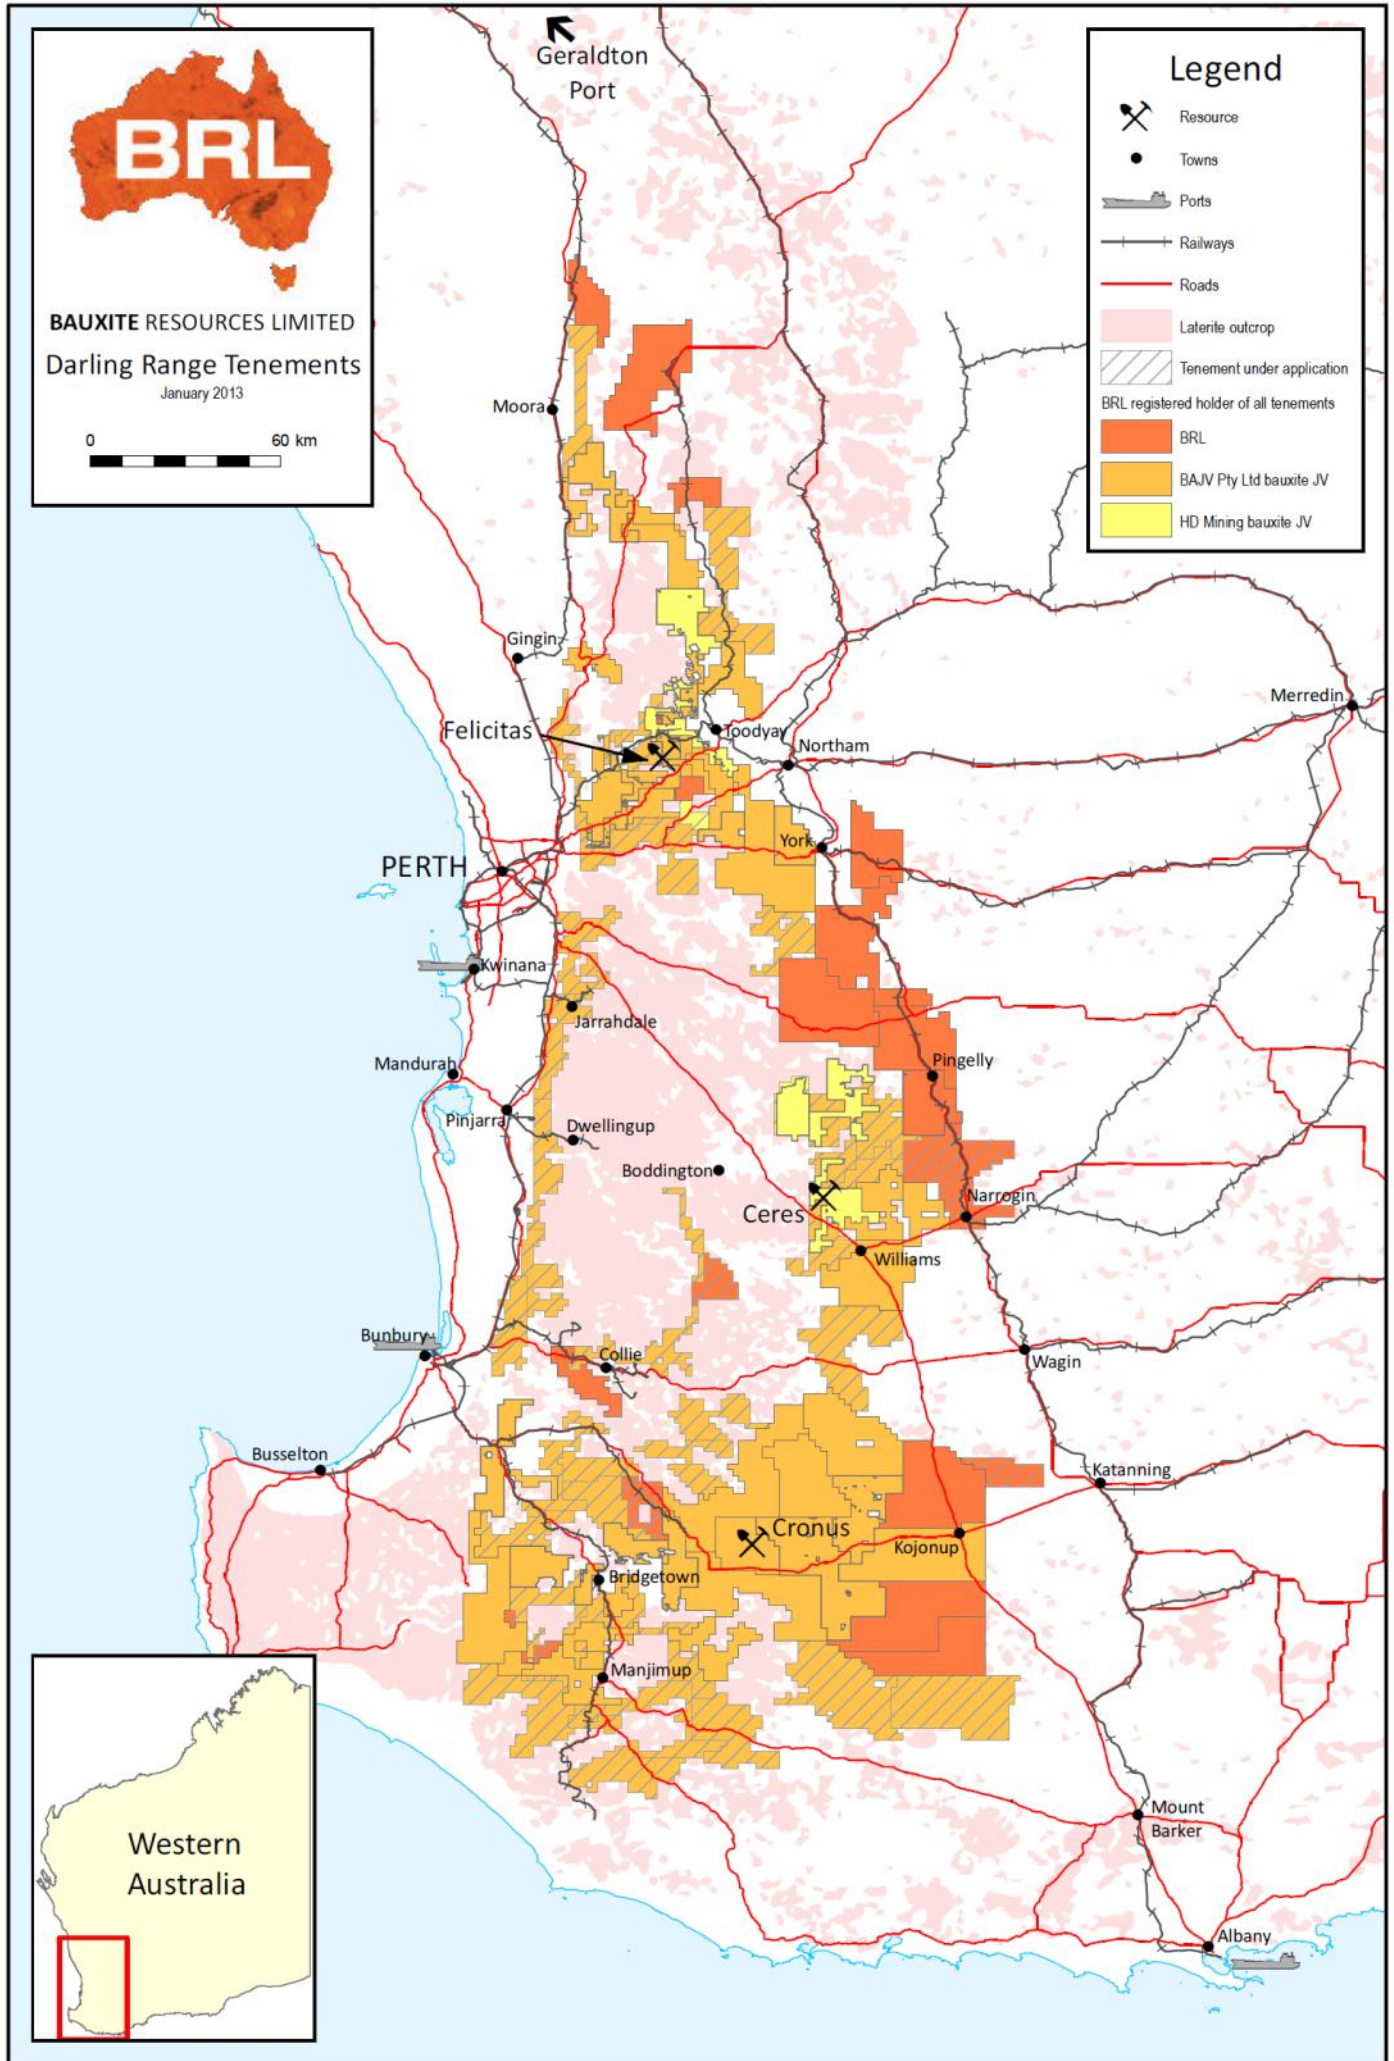 BRL
BAUXITE RESOURCES LIMITED
Darling Range Tenements
January 2013
0 60 km
Geraldton
Port
Legend
Resource
Towns
Ports
Railways
Roads
Laterite outcrop
Tenement under application
BRL registered holder of all tenements
BRL
BAJV Pty Ltd bauxite JV
HD Mining bauxite JV
Moora
Gingin
Merredin
Felicitas
Toodyay
Northam
York
PERTH
Kwinana
Jarrahdale
Mandurah
Pingelly
Pinjarra
Dwellingup
Boddington
Ceres
Narrogin
Williams
Bunbury
Collie
Wagin
Busselton
Katanning
Cronus
Kojonup
Bridgetown
Manjimup
Mount
Barker
Western
Australia
Albany